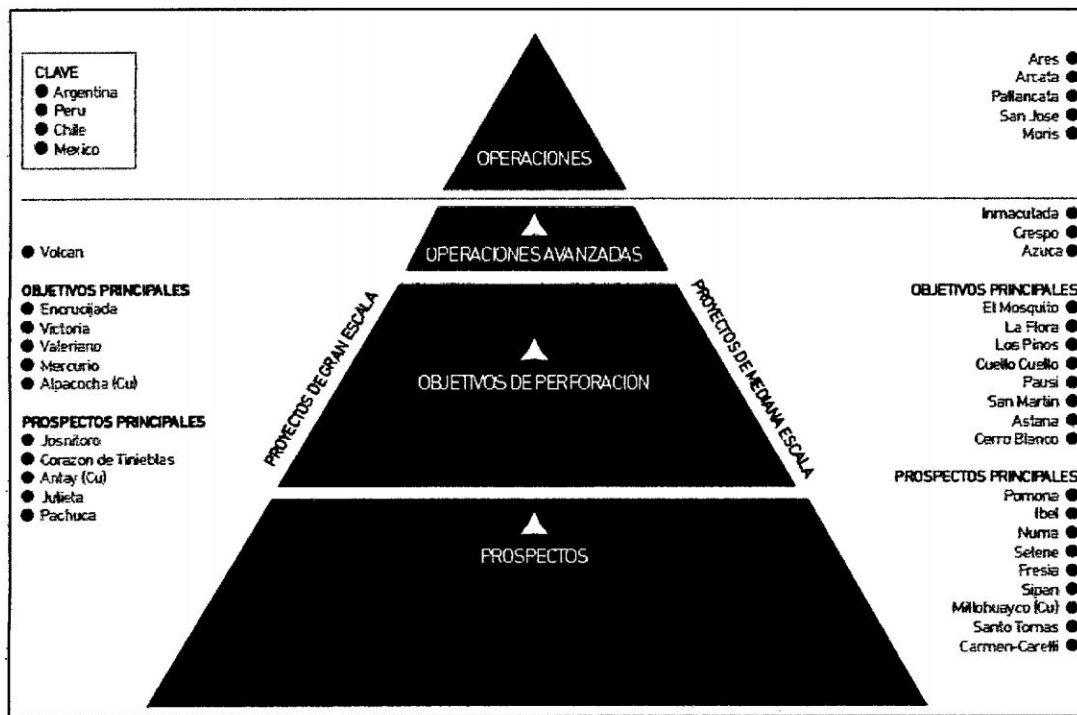 CLAVE
Argentina
Peru
Chile
Mexico
Volcan
OBJETIVOS PRINCIPALES
Encrucijada
Victoria
Valeriano
Mercurio
Alpacocha (Cu)
PROSPECTOS PRINCIPALES
Josnitoro
Corazon de Tinieblas
Antay (Cu)
Julieta
Pachuca
PROYECTOS DE GRAN ESCALA
OPERACIONES
OPERACIONES AVANZADAS
OBJETIVOS DE PERFORACIÓN
PROSPECTOS
PROYECTOS DE MEDIANA ESCALA
Ares
Arcata
Pallancata
San Jose
Moris
Inmaculada
Crespo
Azuca
OBJETIVOS PRINCIPALES
El Mosquito
La Flora
Los Pinos
Cuello Cuello
Pausi
San Martin
Astana
Cerro Blanco
PROSPECTOS PRINCIPALES
Pomona
Ibel
Numa
Selene
Fresia
Sipan
Millohuayco (Cu)
Santo Tomas
Carmen-Caretti